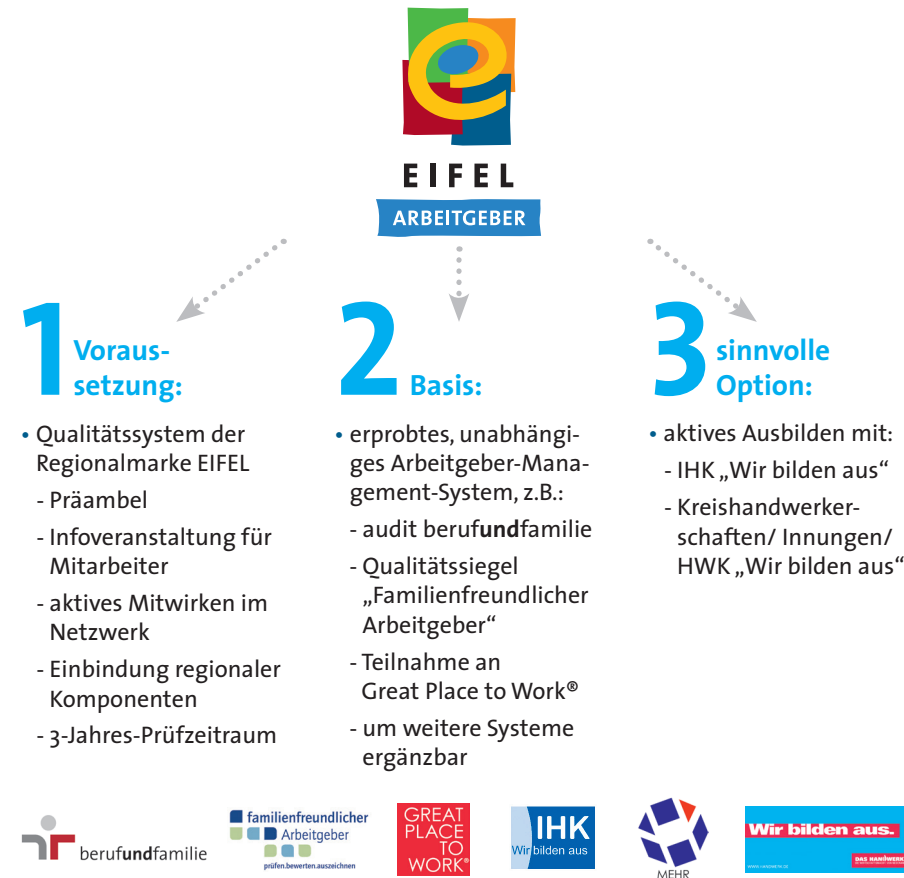 EIFEL
ARBEITGEBER
1 Voraus-
setzung:
• Qualitätssystem der
Regionalmarke EIFEL
- Präambel
- Infoveranstaltung für
Mitarbeiter
- aktives Mitwirken im
Netzwerk
- Einbindung regionaler
Komponenten
- 3-Jahres-Prüfzeitraum
2 Basis:
• erprobtes, unabhängi-
ges Arbeitgeber-Mana-
gement-System, z.B.:
- audit berufundfamilie
- Qualitätssiegel
„Familienfreundlicher
Arbeitgeber“
- Teilnahme an
Great Place to Work®
- um weitere Systeme
ergänzbar
3 sinnvolle
Option:
• aktives Ausbilden mit:
- IHK „Wir bilden aus“
- Kreishandwerker-
schaften/ Innungen/
HWK „Wir bilden aus“
berufundfamilie
familienfreundlicher
Arbeitgeber
prüfen.bewerten.auszeichnen
GREAT
PLACE
TO
WORK®
IHK
Wir bilden aus
MEHR
Wir bilden aus.
DAS HANDWERK